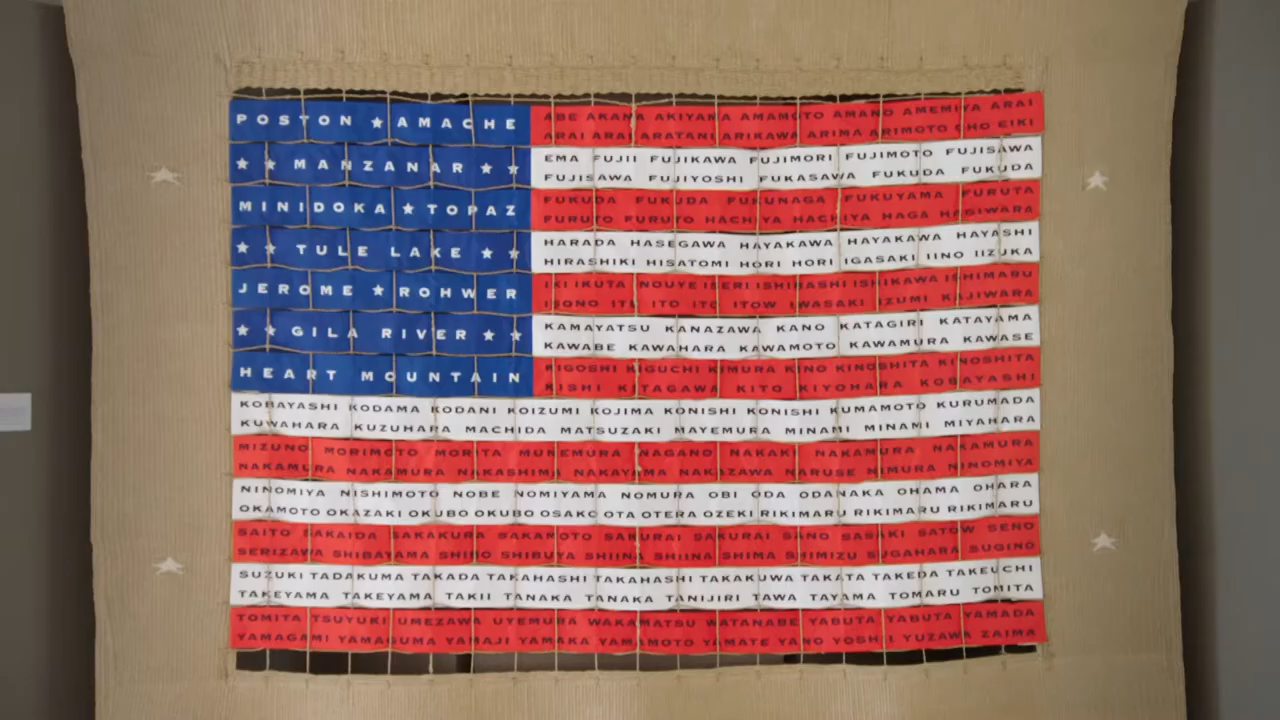 POSTON ★ AMACHE
★ ★ MANZANAR ★ ★
MINIDOKA ★ TOPAZ
★ ★ TULE LAKE ★ ★
JEROME ★ ROHWER
★ ★ GILA RIVER ★ ★
HEART MOUNTAIN
ABE AKANA AKIYAMA AMAMOTO AMANO AMEMIYA ARAI
ARAI ARAI ARATANI ARIKAWA ARIMA ARIMOTO CHO EIKI
EMA FUJII FUJIKAWA FUJIMORI FUJIMOTO FUJISAWA
FUJISAWA FUJIYOSHI FUKASAWA FUKUDA FUKUDA
FUKUDA FUKUDA FUKUNAGA FUKUYAMA FURUTA
FURUTO FURUTO HACHIYA HACHIYA HAGA HAGIWARA
HARADA HASEGAWA HAYAKAWA HAYAKAWA HAYASHI
HIRASHIKI HISATOMI HORI HORI IGASAKI IINO IIZUKA
IKI IKUTA INOUYE ISERI ISHIBASHI ISHIKAWA ISHIMARU
ISONO ITO ITO ITO ITOW IWASAKI IZUMI KAJIWARA
KAMAYATSU KANAZAWA KANO KATAGIRI KATAYAMA
KAWABE KAWAHARA KAWAMOTO KAWAMURA KAWASE
KIGOSHI KIGUCHI KIMURA KINO KINOSHITA KINOSHITA
KISHI KITAGAWA KITO KIYOHARA KOBAYASHI
KOBAYASHI KODAMA KODANI KOIZUMI KOJIMA KONISHI KONISHI KUMAMOTO KURUMADA
KUWAHARA KUZUHARA MACHIDA MATSUZAKI MAYEMURA MINAMI MINAMI MIYAHARA
MIZUNO MORIMOTO MORITA MUNEMURA NAGANO NAKAKI NAKAMURA NAKAMURA
NAKAMURA NAKAMURA NAKASHIMA NAKAYAMA NAKAZAWA NARUSE NIMURA NINOMIYA
NINOMIYA NISHIMOTO NOBE NOMIYAMA NOMURA OBI ODA ODANAKA OHAMA OHARA
OKAMOTO OKAZAKI OKUBO OKUBO OSAKO OTA OTERA OZEKI RIKIMARU RIKIMARU RIKIMARU
SAITO SAKAIDA SAKAKURA SAKAMOTO SAKURAI SAKURAI SANO SASAKI SATOW SENO
SERIZAWA SHIBAYAMA SHIBO SHIBUYA SHIINA SHIINA SHIMA SHIMIZU SUGAHARA SUGINO
SUZUKI TADAKUMA TAKADA TAKAHASHI TAKAHASHI TAKAKUWA TAKATA TAKEDA TAKEUCHI
TAKEYAMA TAKEYAMA TAKII TANAKA TANAKA TANIJIRI TAWA TAYAMA TOMARU TOMITA
TOMITA TSUYUKI UMEZAWA UYEMURA WAKAMATSU WATANABE YABUTA YABUTA YAMADA
YAMAGAMI YAMAGUMA YAMAJI YAMAKA YAMAMOTO YAMATE YANO YOSHII YUZAWA ZAIMA